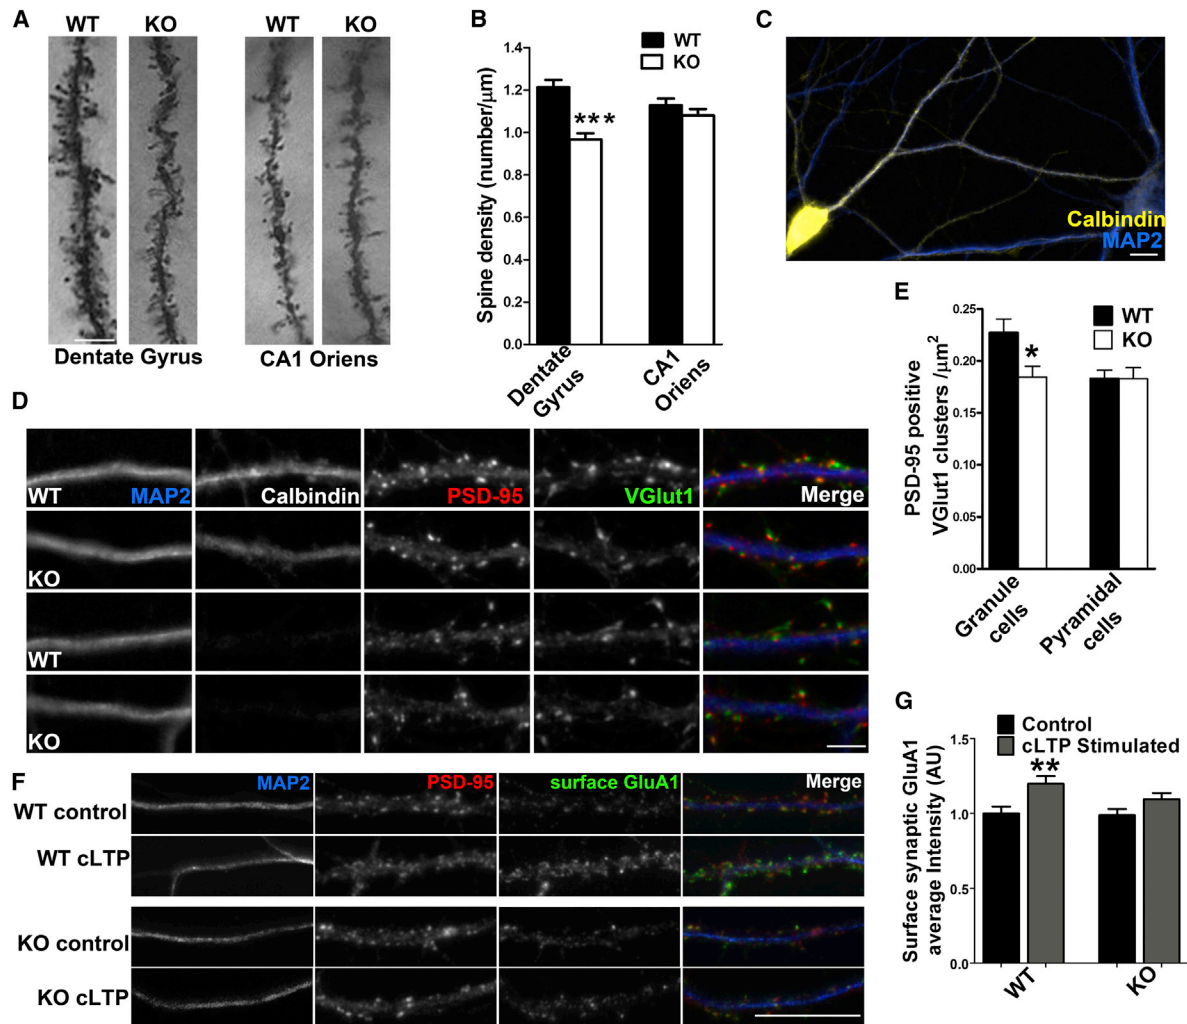 A
WT KO WT KO
Dentate Gyrus CA1 Oriens
B
WT
KO
Spine density (number/µm)
1.4
1.2
1.0
0.8
0.6
0.4
0.2
0.0
***
Dentate
Gyrus
CA1
Oriens
C
Calbindin
MAP2
D
WT MAP2 Calbindin PSD-95 VGlut1 Merge
KO
WT
KO
E
WT
KO
PSD-95 positive
VGlut1 clusters /µm2
0.25
0.20
0.15
0.10
0.05
0.00
*
Granule
cells
Pyramidal
cells
F
MAP2 PSD-95 surface GluA1 Merge
WT control
WT cLTP
KO control
KO cLTP
G
Control
cLTP Stimulated
Surface synaptic GluA1
average Intensity (AU)
1.5
1.0
0.5
0.0
**
WT
KO